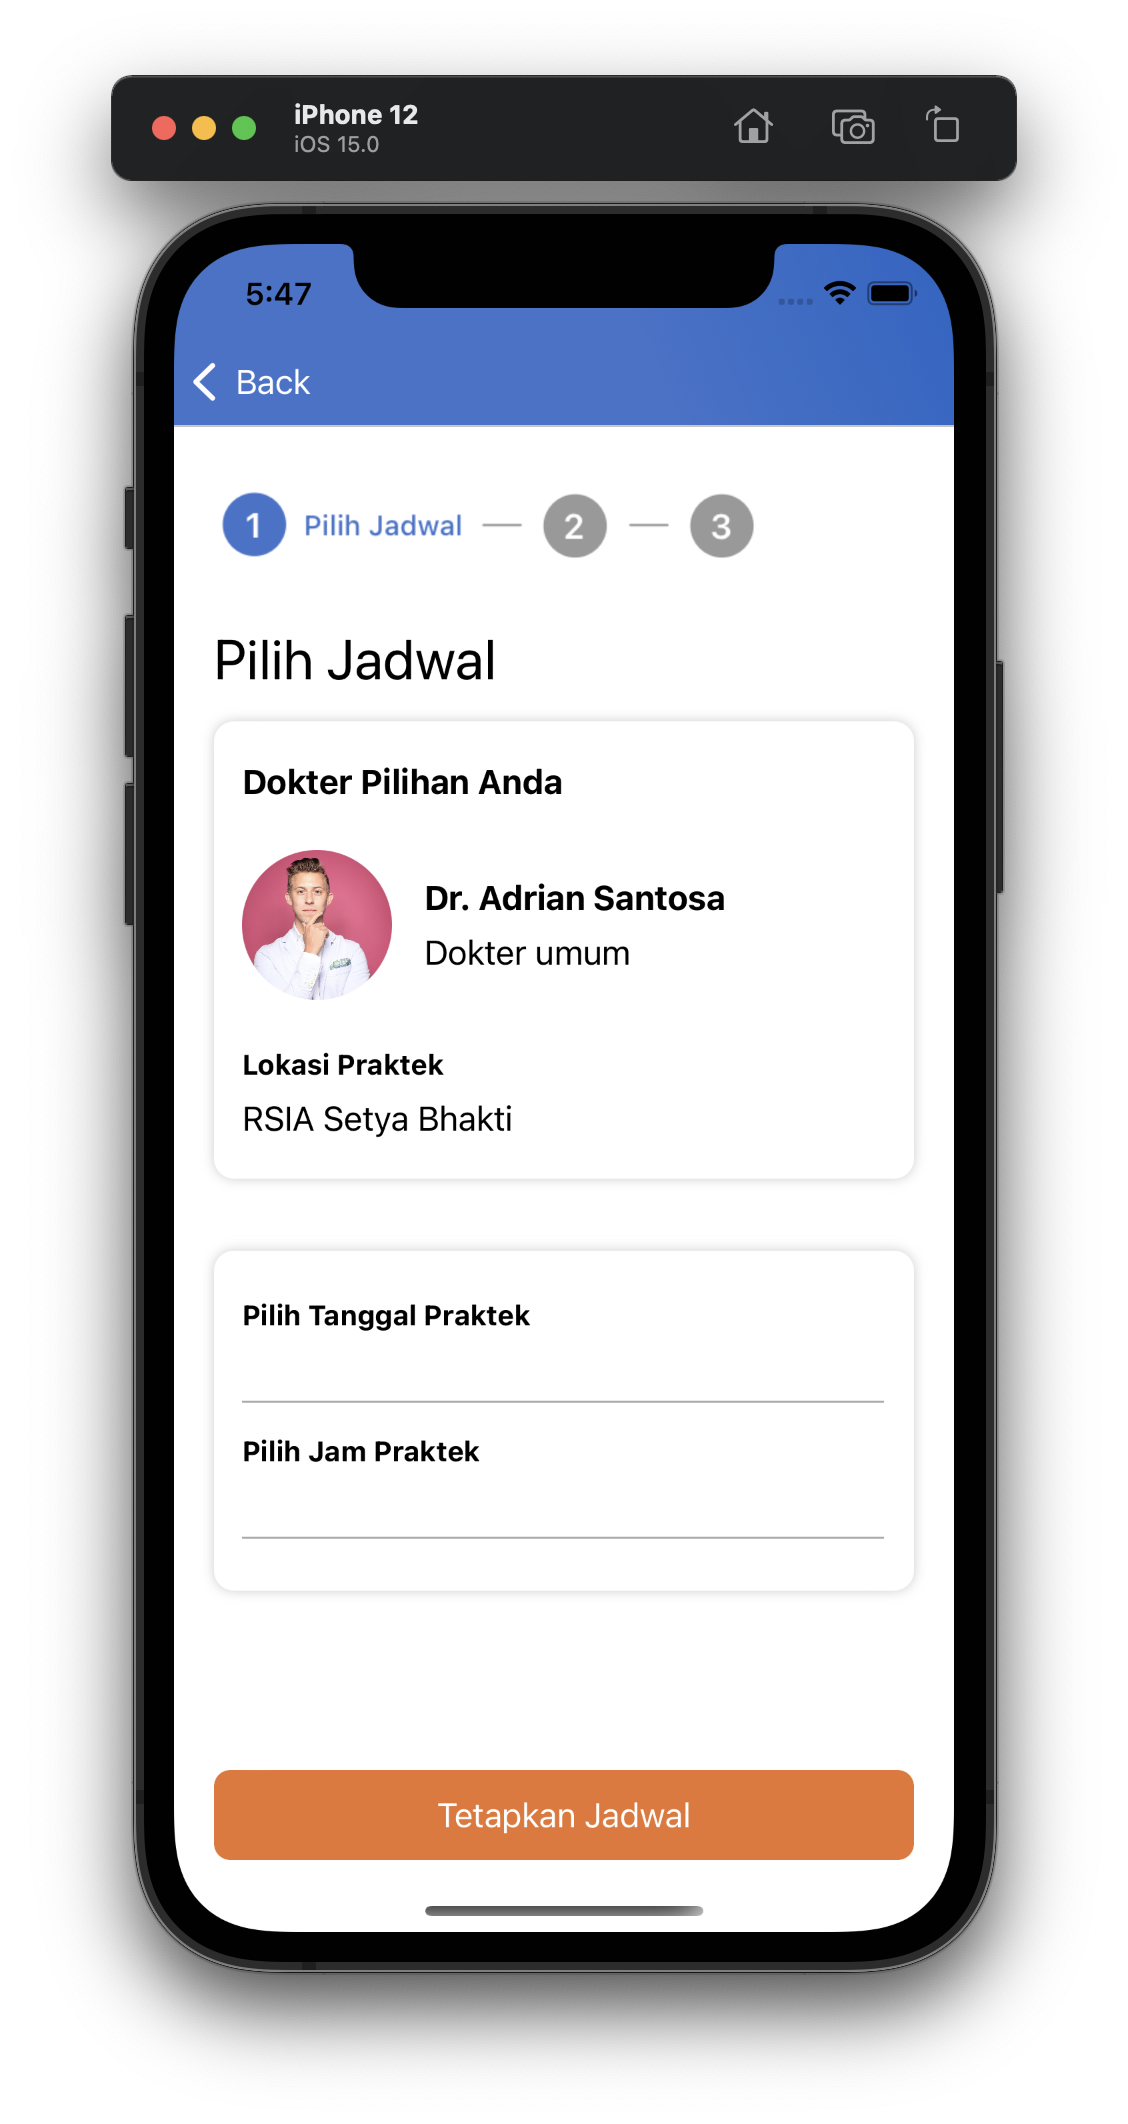 iPhone 12
iOS 15.0
5:47
Back
1 Pilih Jadwal 2 3
Pilih Jadwal
Dokter Pilihan Anda
Dr. Adrian Santosa
Dokter umum
Lokasi Praktek
RSIA Setya Bhakti
Pilih Tanggal Praktek
Pilih Jam Praktek
Tetapkan Jadwal